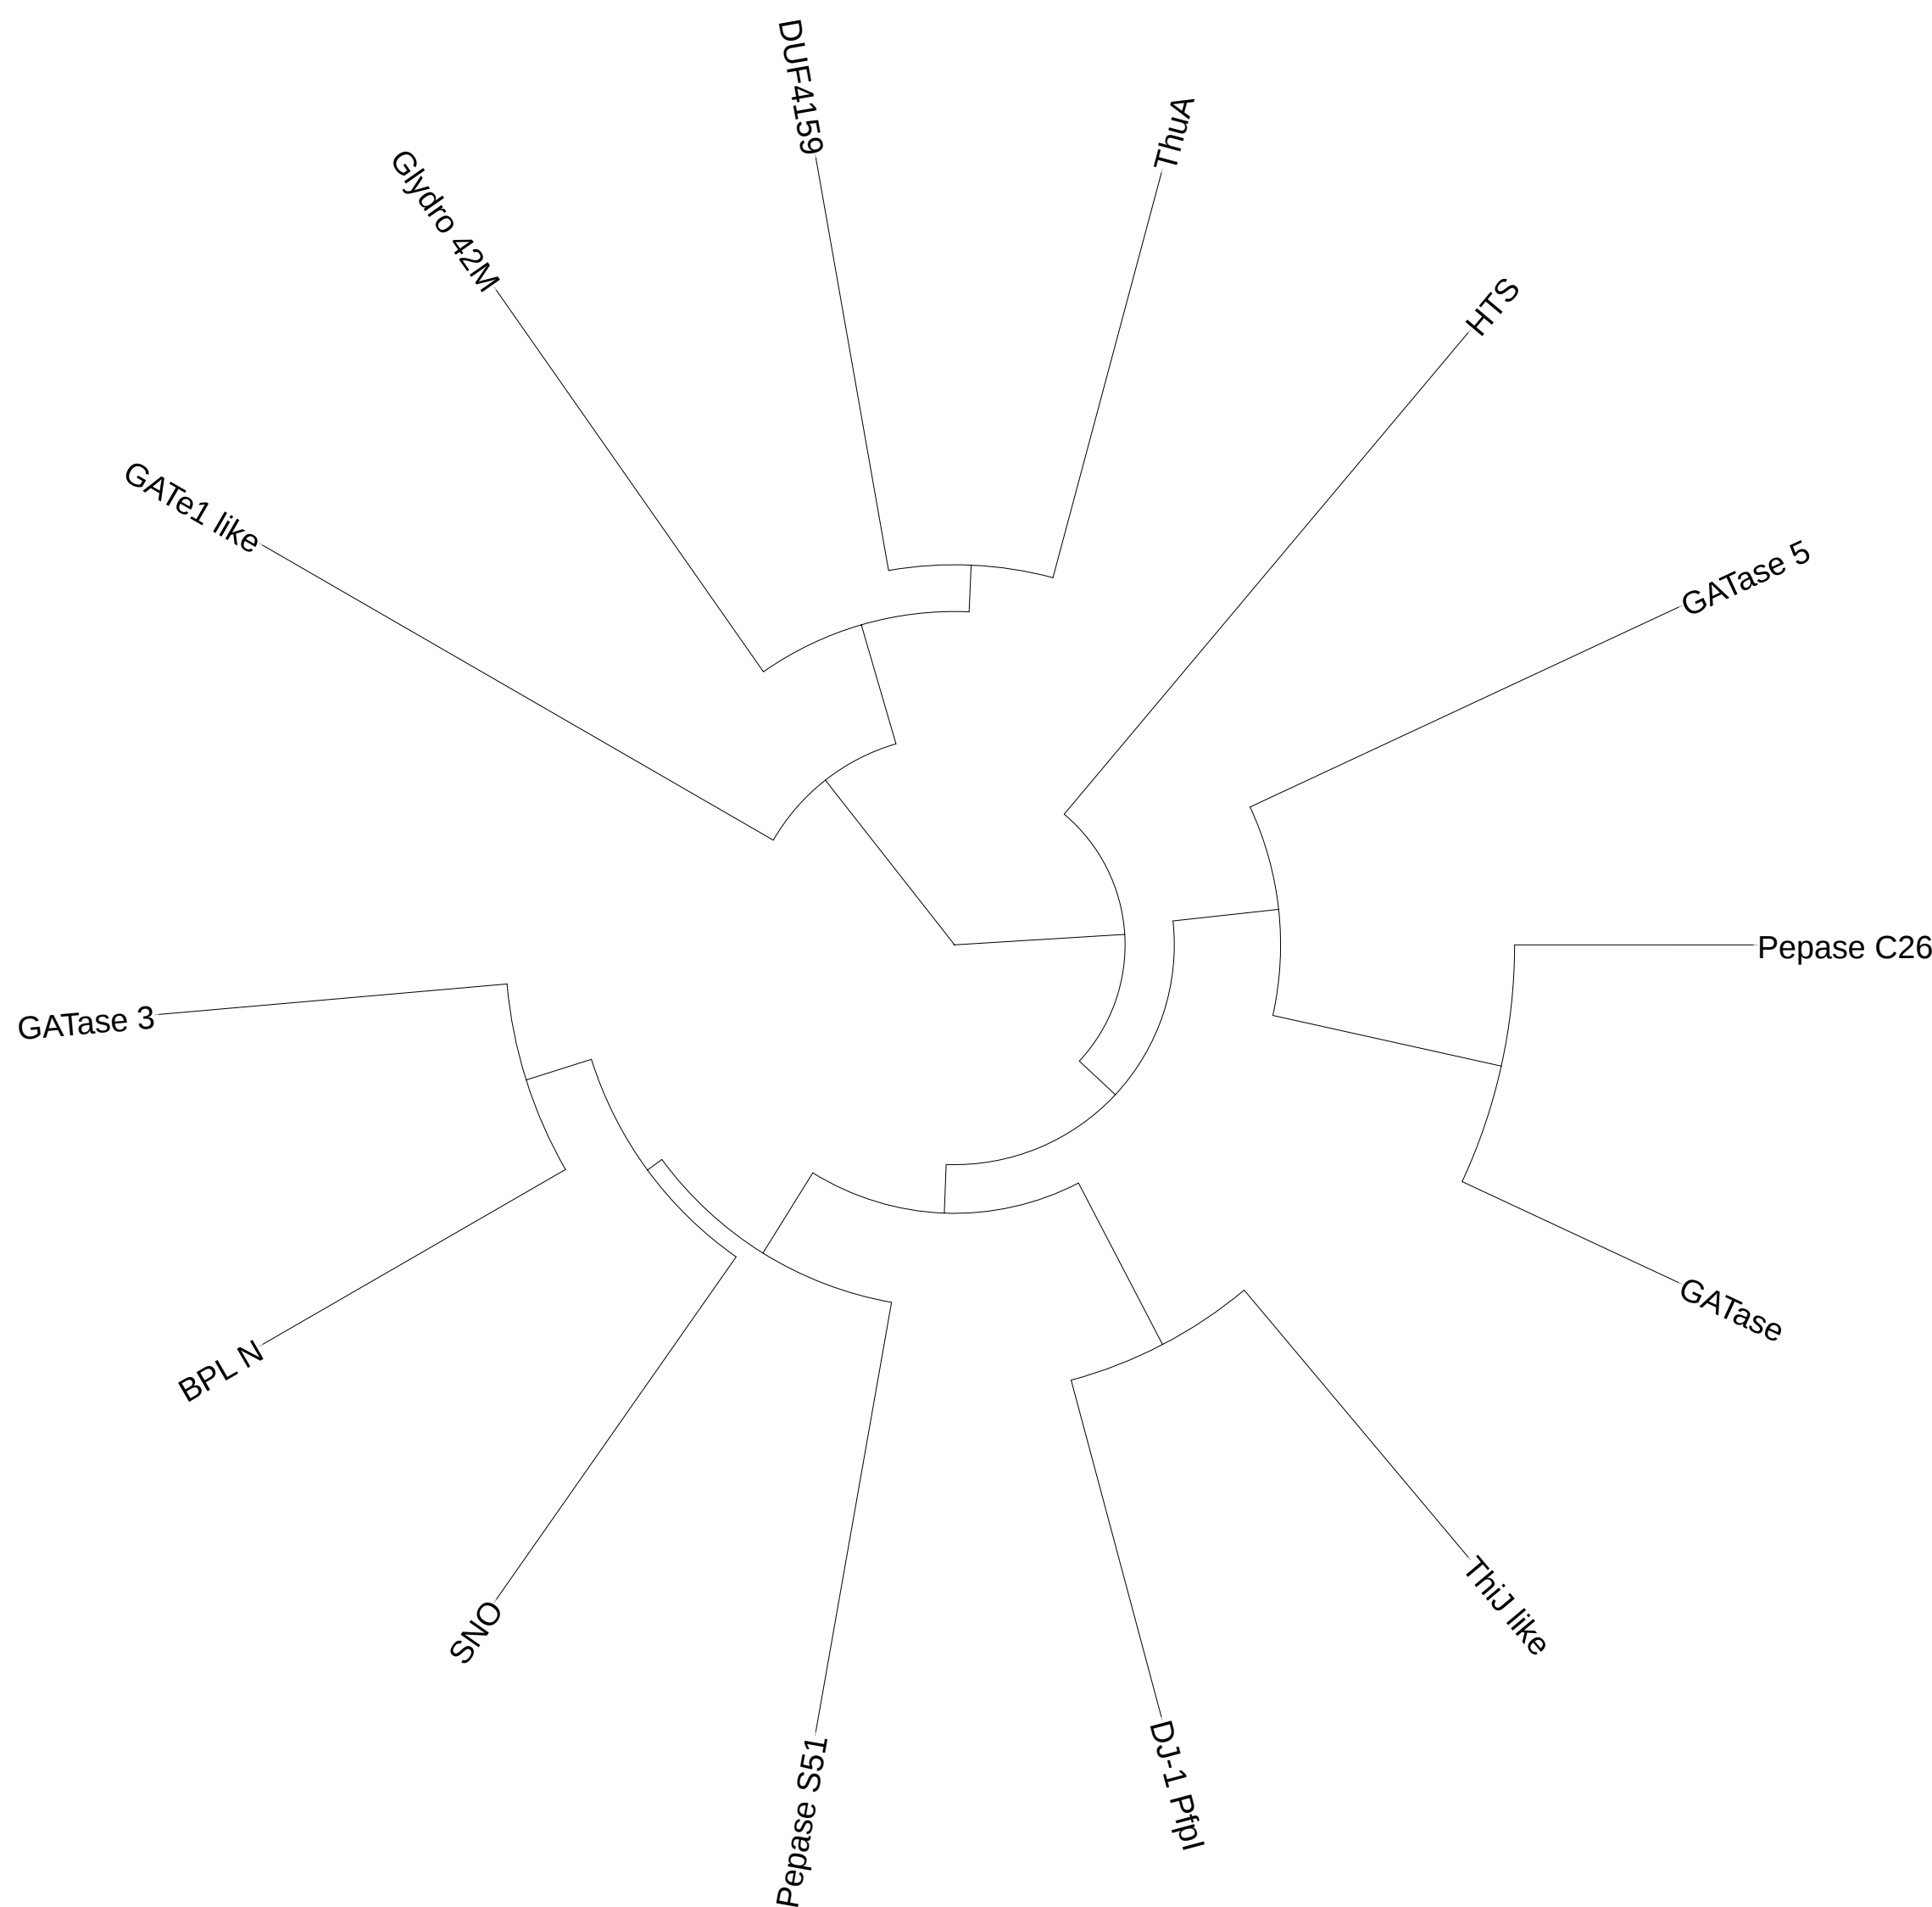 DUF4159
ThuA
Glydro 42M
HTS
GATe1 like
GATase 5
Pepase C26
GATase 3
GATase
BPL N
SNO
ThiJ like
Pepase S51
DJ-1 PfpI